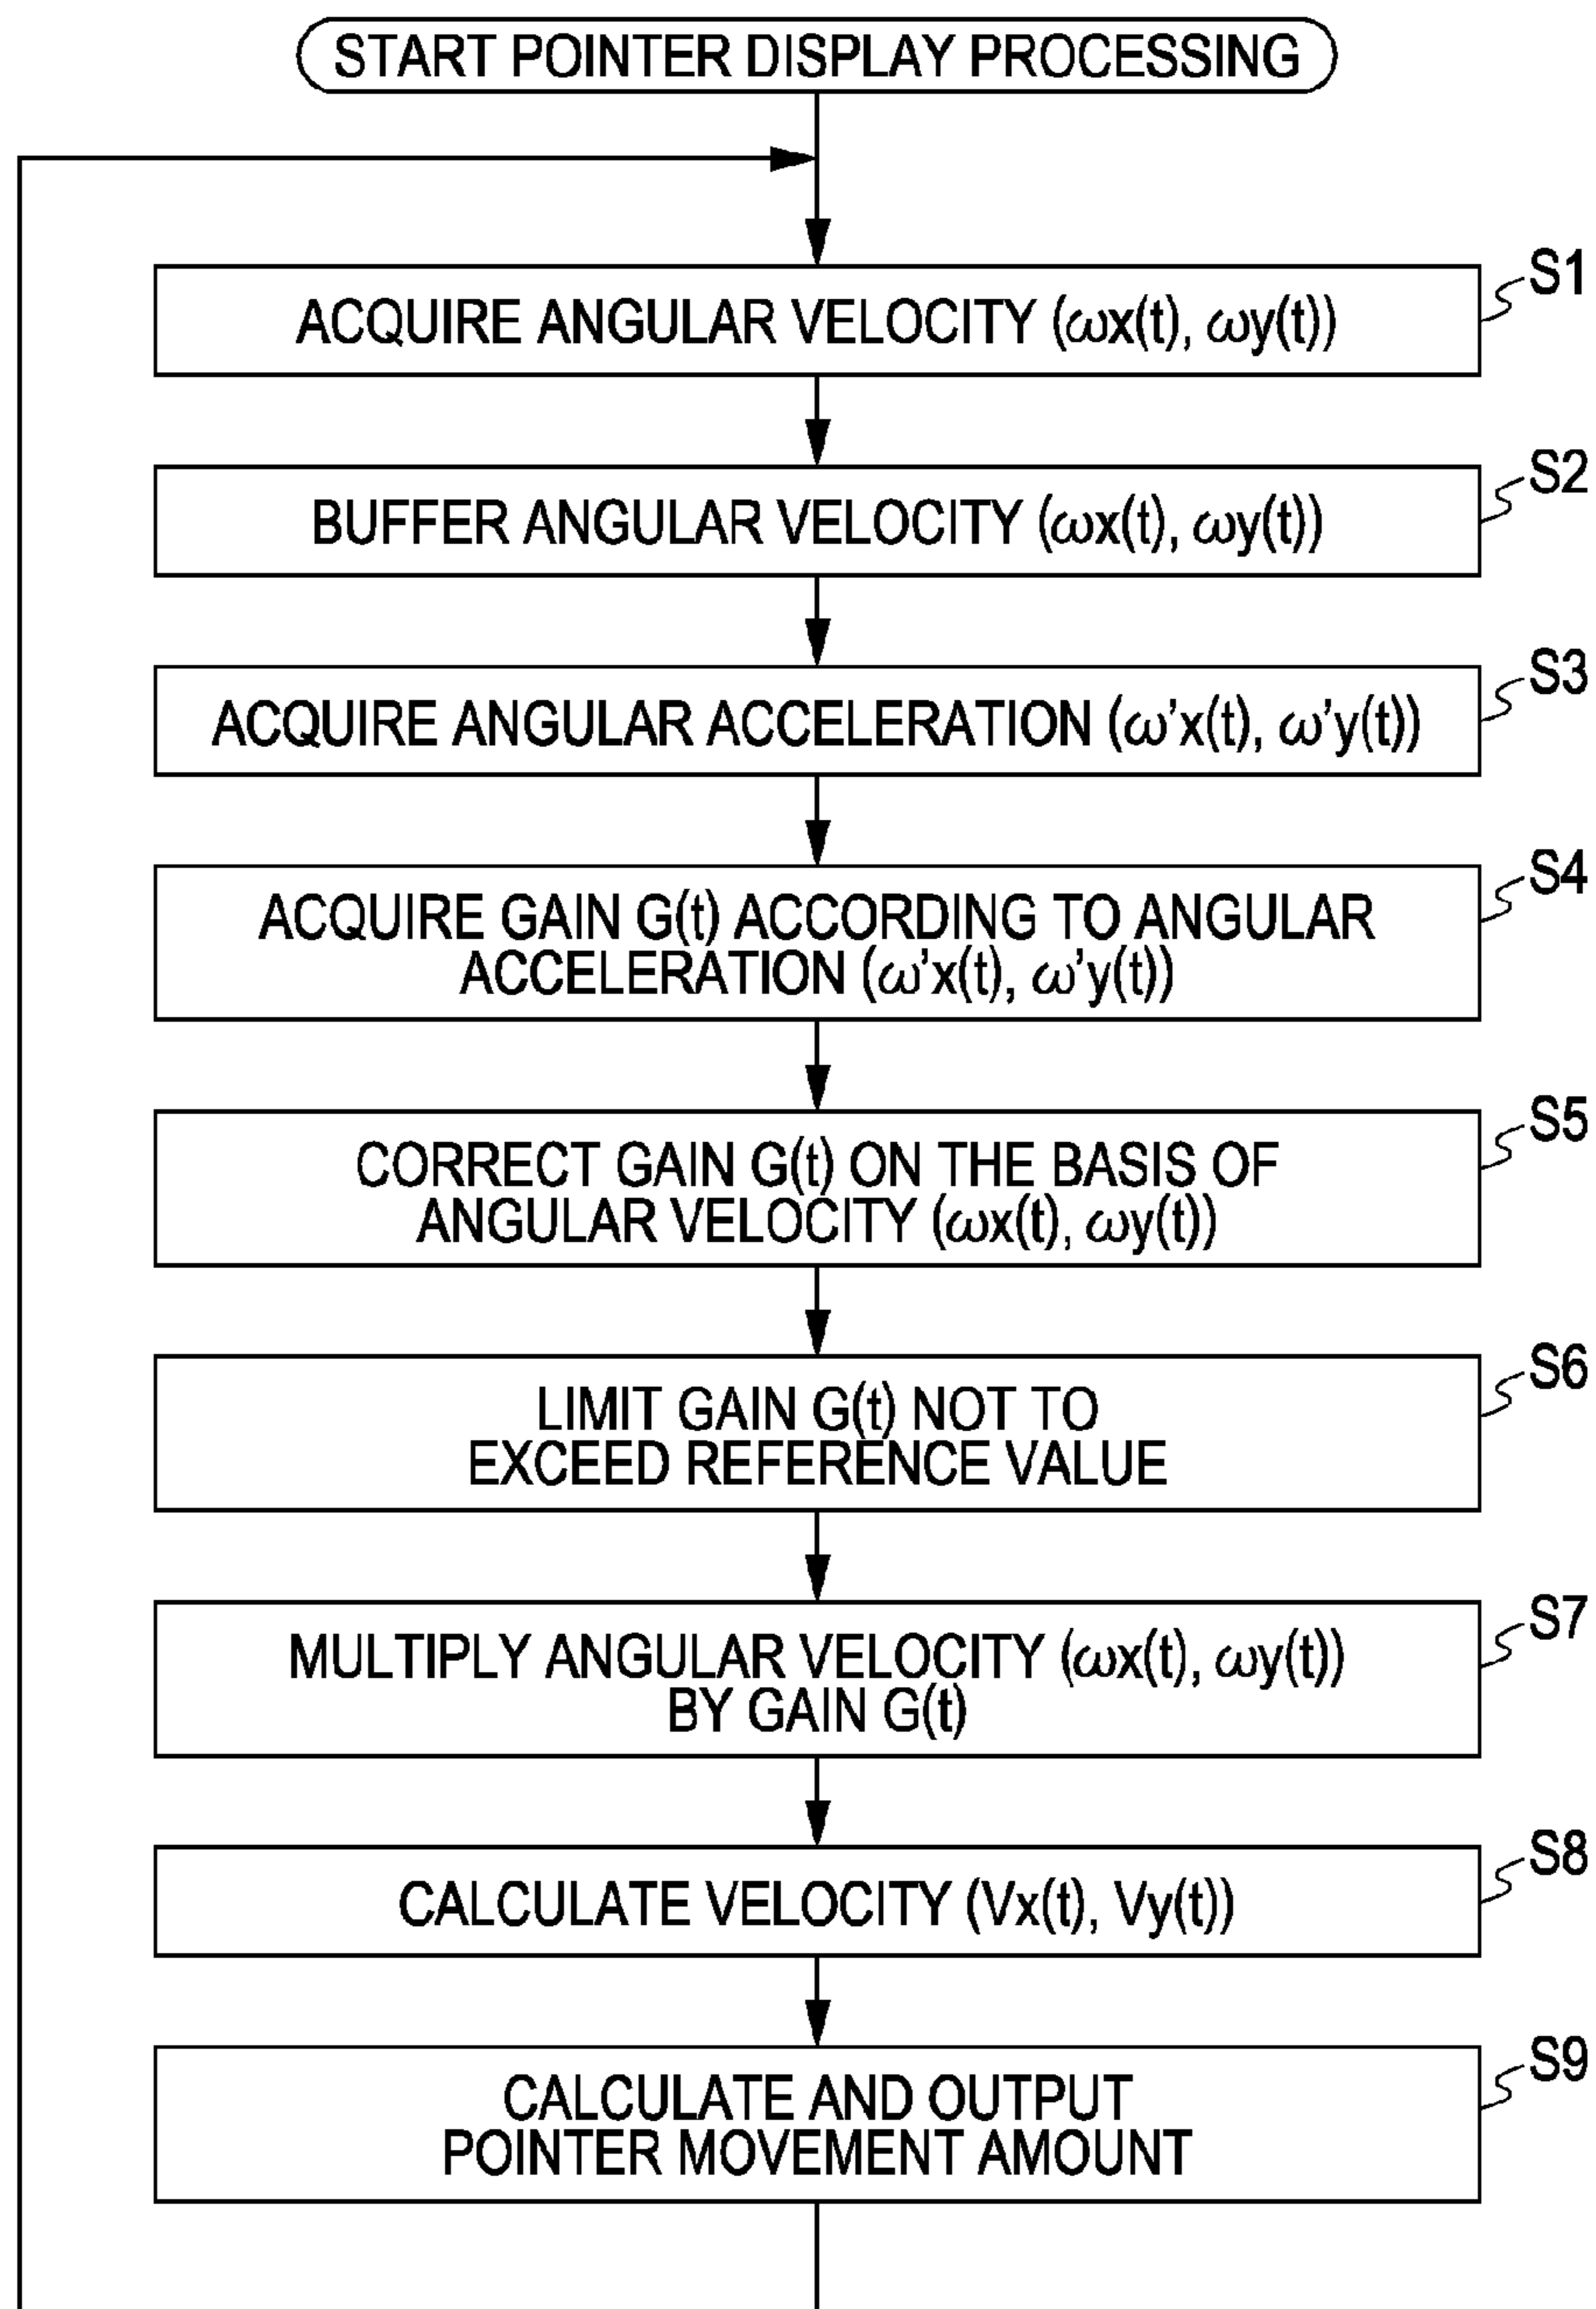 START POINTER DISPLAY PROCESSING
S1
ACQUIRE ANGULAR VELOCITY (ωx(t), ωy(t))
S2
BUFFER ANGULAR VELOCITY (ωx(t), ωy(t))
S3
ACQUIRE ANGULAR ACCELERATION (ω'x(t), ω'y(t))
S4
ACQUIRE GAIN G(t) ACCORDING TO ANGULAR
ACCELERATION (ω'x(t), ω'y(t))
S5
CORRECT GAIN G(t) ON THE BASIS OF
ANGULAR VELOCITY (ωx(t), ωy(t))
S6
LIMIT GAIN G(t) NOT TO
EXCEED REFERENCE VALUE
S7
MULTIPLY ANGULAR VELOCITY (ωx(t), ωy(t))
BY GAIN G(t)
S8
CALCULATE VELOCITY (Vx(t), Vy(t))
S9
CALCULATE AND OUTPUT
POINTER MOVEMENT AMOUNT